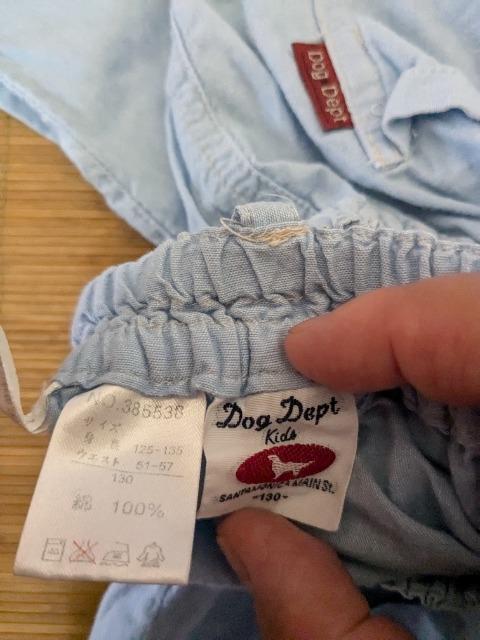 Dog Dept
NO.385538
サイズ
身長 125-135
ウエスト 51-57
130
綿 100%
Dog Dept
Kids
SANTA MONICA MAIN St.
-130-